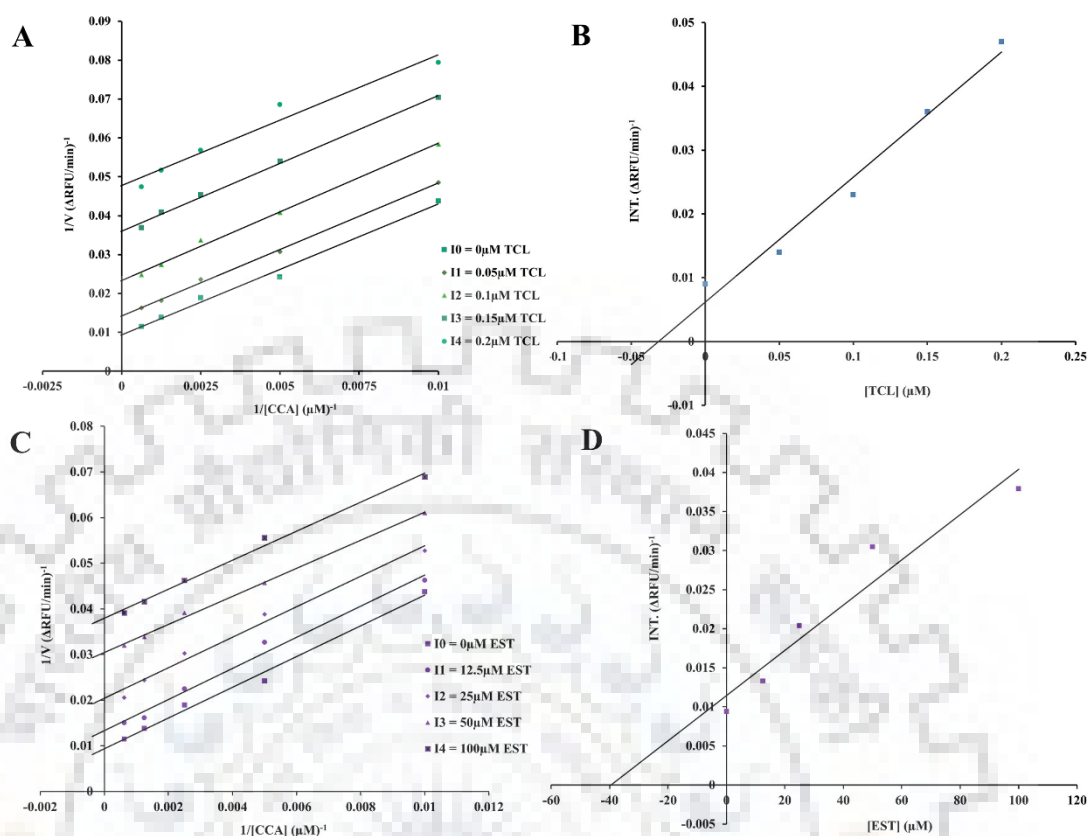 A
0.09
0.08
0.07
0.06
0.05
0.04
0.03
0.02
0.01
0
1/V (ΔRFU/min)-1
-0.0025 0 0.0025 0.005 0.0075 0.01
1/[CCA] (µM)-1
I0 = 0µM TCL
I1 = 0.05µM TCL
I2 = 0.1µM TCL
I3 = 0.15µM TCL
I4 = 0.2µM TCL
B
0.05
0.04
0.03
0.02
0.01
0
-0.01
INT. (ΔRFU/min)-1
-0.1 -0.05 0 0.05 0.1 0.15 0.2 0.25
[TCL] (µM)
C
0.08
0.07
0.06
0.05
0.04
0.03
0.02
0.01
0
1/V (ΔRFU/min)-1
-0.002 0 0.002 0.004 0.006 0.008 0.01 0.012
1/[CCA] (µM)-1
I0 = 0µM EST
I1 = 12.5µM EST
I2 = 25µM EST
I3 = 50µM EST
I4 = 100µM EST
D
0.045
0.04
0.035
0.03
0.025
0.02
0.015
0.01
0.005
0
-0.005
INT. (ΔRFU/min)-1
-60 -40 -20 0 20 40 60 80 100 120
[EST] (µM)